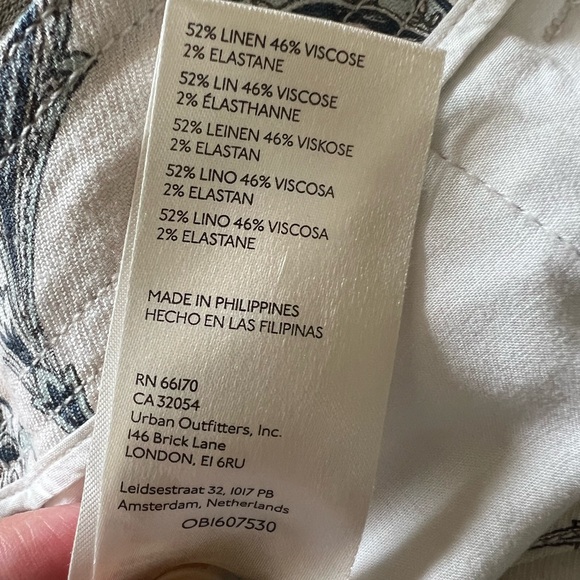 52% LINEN 46% VISCOSE
2% ELASTANE
52% LIN 46% VISCOSE
2% ÉLASTHANNE
52% LEINEN 46% VISKOSE
2% ELASTAN
52% LINO 46% VISCOSA
2% ELASTAN
52% LINO 46% VISCOSA
2% ELASTANE
MADE IN PHILIPPINES
HECHO EN LAS FILIPINAS
RN 66170
CA 32054
Urban Outfitters, Inc.
146 Brick Lane
LONDON, E1 6RU
Leidsestraat 32, 1017 PB
Amsterdam, Netherlands
OB1607530